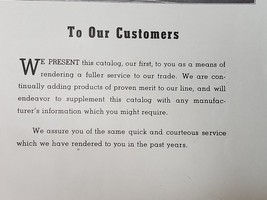 To Our Customers
WE PRESENT this catalog, our first, to you as a means of
rendering a fuller service to our trade. We are con-
tinually adding products of proven merit to our line, and will
endeavor to supplement this catalog with any manufac-
turer's information which you might require.
We assure you of the same quick and courteous service
which we have rendered to you in the past years.